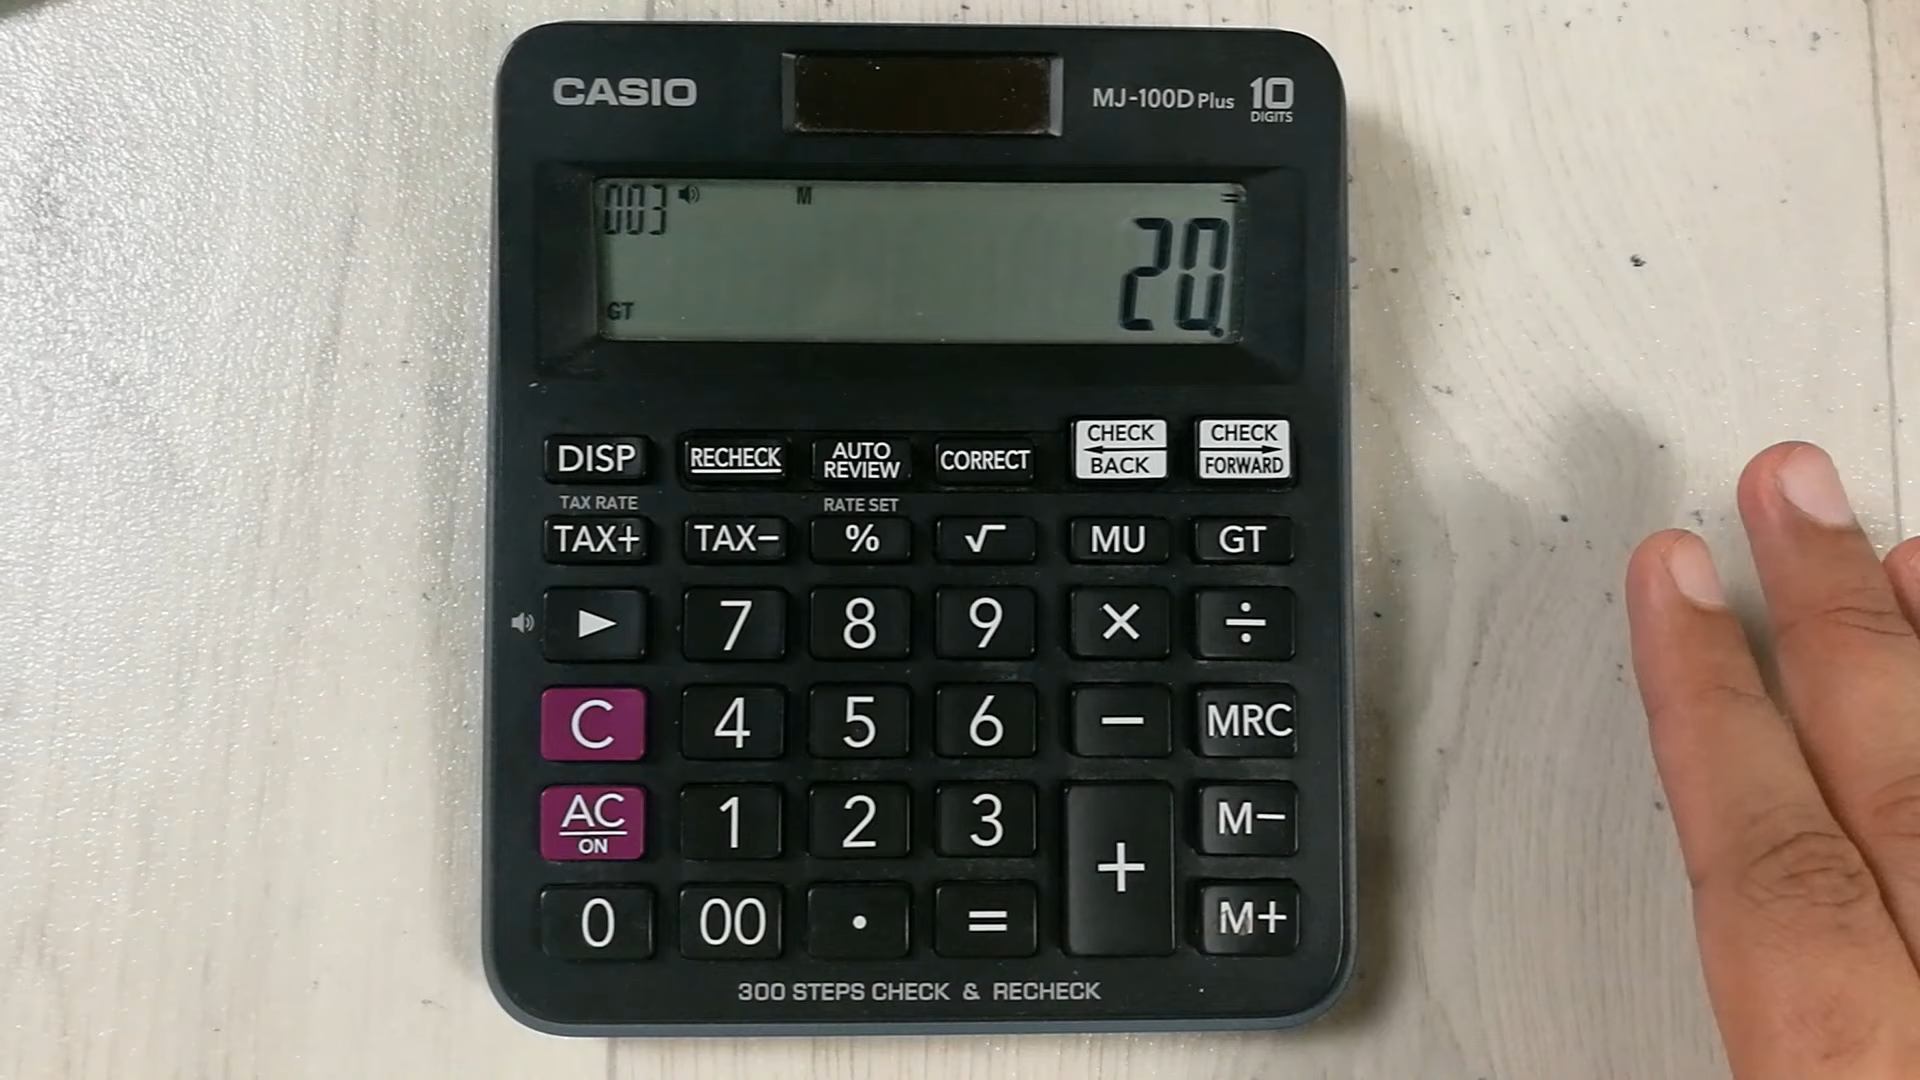 CASIO
MJ-100D Plus 10 DIGITS
003 M =
20.
GT
DISP RECHECK AUTO REVIEW CORRECT CHECK BACK CHECK FORWARD
TAX RATE RATE SET
TAX+ TAX− % √ MU GT
▶ 7 8 9 × ÷
C 4 5 6 − MRC
AC ON 1 2 3 + M−
0 00 . = M+
300 STEPS CHECK & RECHECK